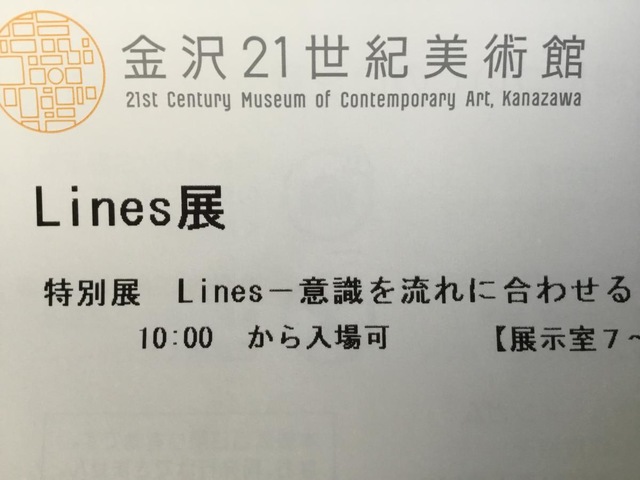 金沢21世紀美術館
21st Century Museum of Contemporary Art, Kanazawa
Lines展
特別展 Lines－意識を流れに合わせる
10:00 から入場可 【展示室７～